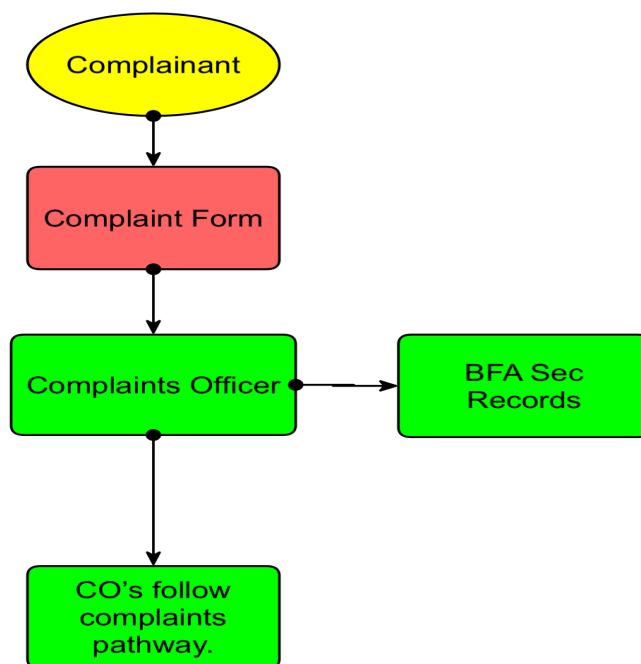 Complainant
Complaint Form
Complaints Officer
BFA Sec
Records
CO’s follow
complaints
pathway.